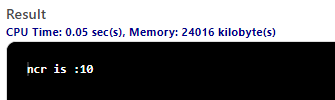 Result
CPU Time: 0.05 sec(s), Memory: 24016 kilobyte(s)
ncr is :10